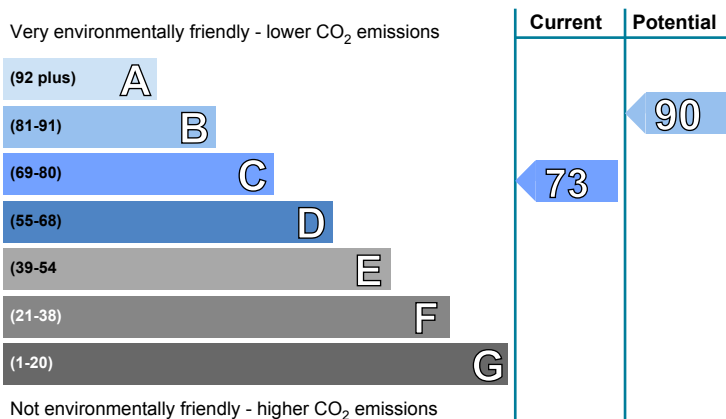 Current Potential
Very environmentally friendly - lower CO2 emissions
(92 plus) A
(81-91) B
90
(69-80) C
73
(55-68) D
(39-54 E
(21-38) F
(1-20) G
Not environmentally friendly - higher CO2 emissions